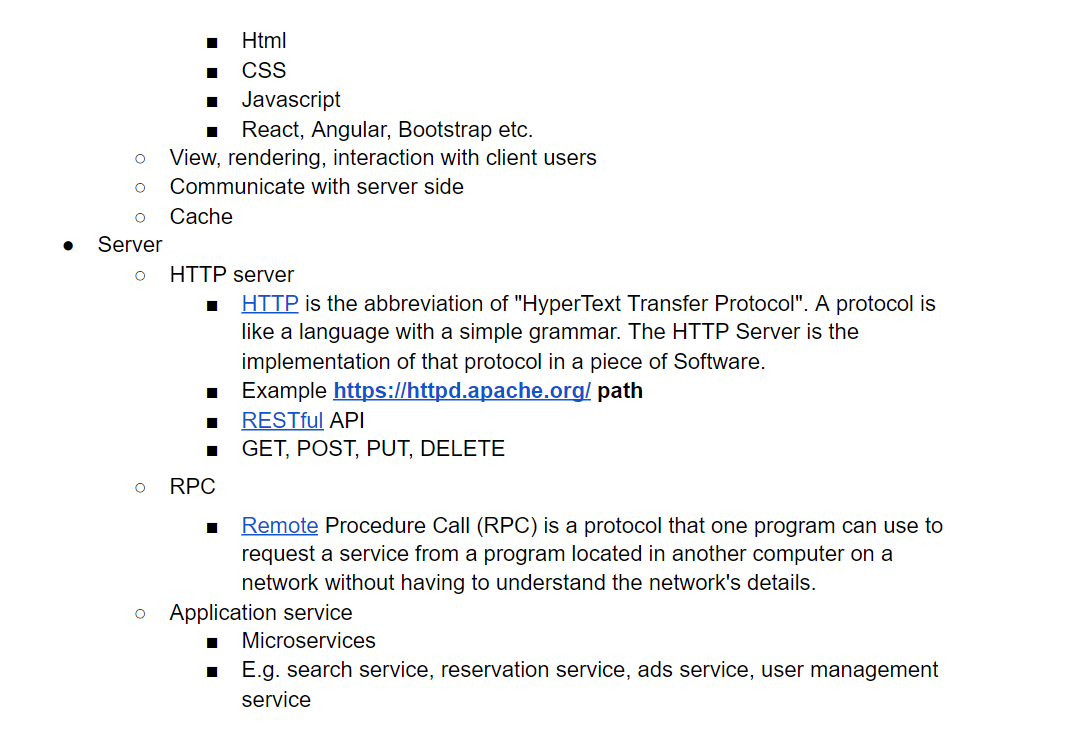 ■ Html
■ CSS
■ Javascript
■ React, Angular, Bootstrap etc.
○ View, rendering, interaction with client users
○ Communicate with server side
○ Cache
● Server
○ HTTP server
■ HTTP is the abbreviation of "HyperText Transfer Protocol". A protocol is
like a language with a simple grammar. The HTTP Server is the
implementation of that protocol in a piece of Software.
■ Example https://httpd.apache.org/ path
■ RESTful API
■ GET, POST, PUT, DELETE
○ RPC
■ Remote Procedure Call (RPC) is a protocol that one program can use to
request a service from a program located in another computer on a
network without having to understand the network's details.
○ Application service
■ Microservices
■ E.g. search service, reservation service, ads service, user management
service